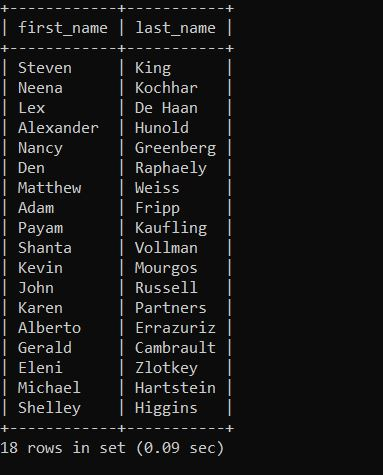 +------------+-----------+
| first_name | last_name |
+------------+-----------+
| Steven     | King      |
| Neena      | Kochhar   |
| Lex        | De Haan   |
| Alexander  | Hunold    |
| Nancy      | Greenberg |
| Den        | Raphaely  |
| Matthew    | Weiss     |
| Adam       | Fripp     |
| Payam      | Kaufling  |
| Shanta     | Vollman   |
| Kevin      | Mourgos   |
| John       | Russell   |
| Karen      | Partners  |
| Alberto    | Errazuriz |
| Gerald     | Cambrault |
| Eleni      | Zlotkey   |
| Michael    | Hartstein |
| Shelley    | Higgins   |
+------------+-----------+
18 rows in set (0.09 sec)